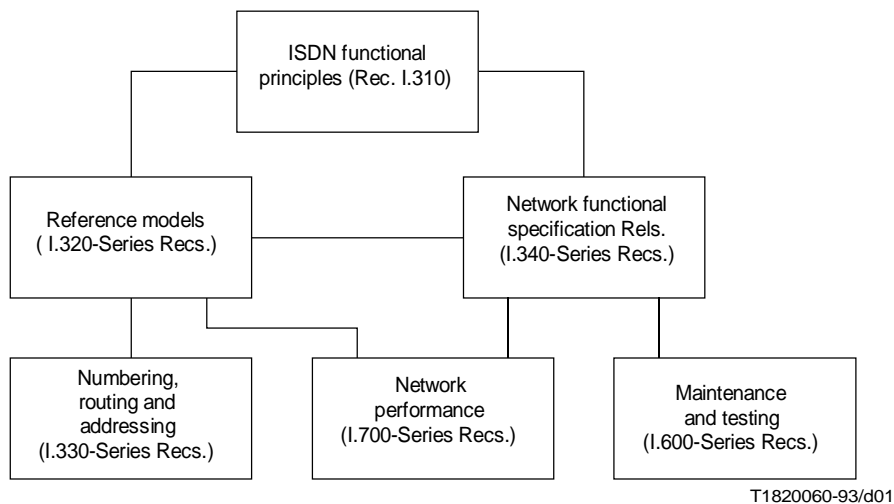 ISDN functional
principles (Rec. I.310)
Reference models
( I.320-Series Recs.)
Network functional
specification Rels.
(I.340-Series Recs.)
Numbering,
routing and
addressing
(I.330-Series Recs.)
Network
performance
(I.700-Series Recs.)
Maintenance
and testing
(I.600-Series Recs.)
T1820060-93/d01